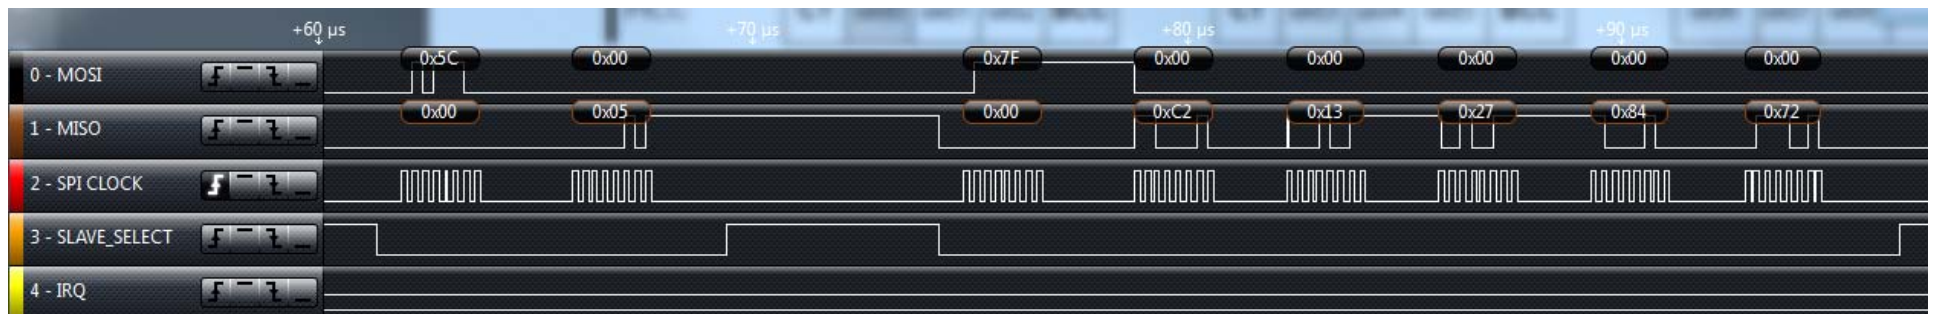 +60 µs +70 µs +80 µs +90 µs
0 - MOSI 0x5C 0x00 0x7F 0x00 0x00 0x00 0x00 0x00
1 - MISO 0x00 0x05 0x00 0xC2 0x13 0x27 0x84 0x72
2 - SPI CLOCK
3 - SLAVE_SELECT
4 - IRQ